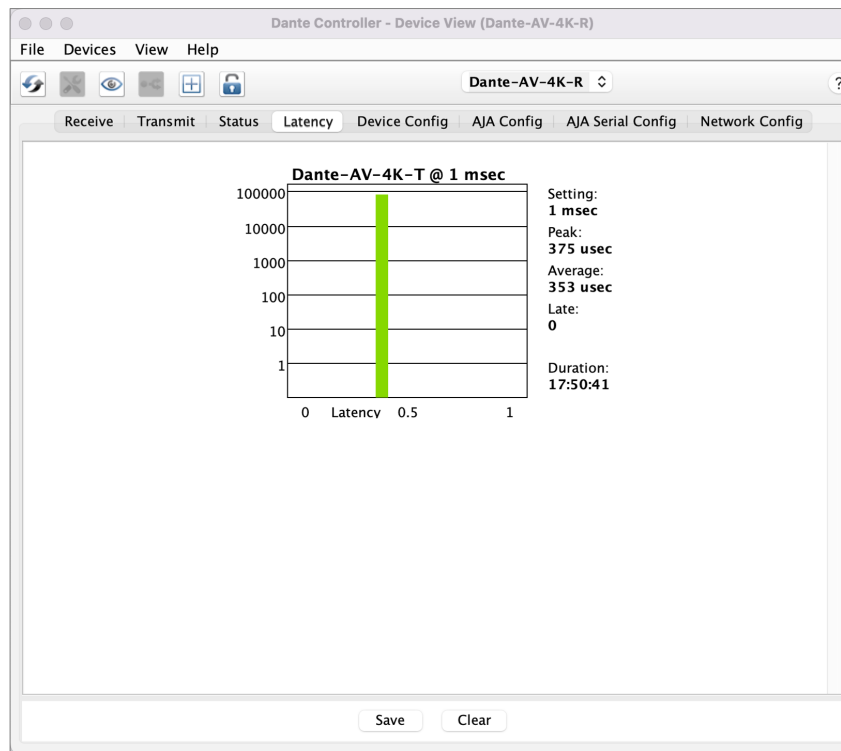 Dante Controller - Device View (Dante-AV-4K-R)
File Devices View Help
Dante-AV-4K-R
?
Receive Transmit Status Latency Device Config AJA Config AJA Serial Config Network Config
Dante-AV-4K-T @ 1 msec
100000
10000
1000
100
10
1
0 Latency 0.5 1
Setting:
1 msec
Peak:
375 usec
Average:
353 usec
Late:
0
Duration:
17:50:41
Save Clear